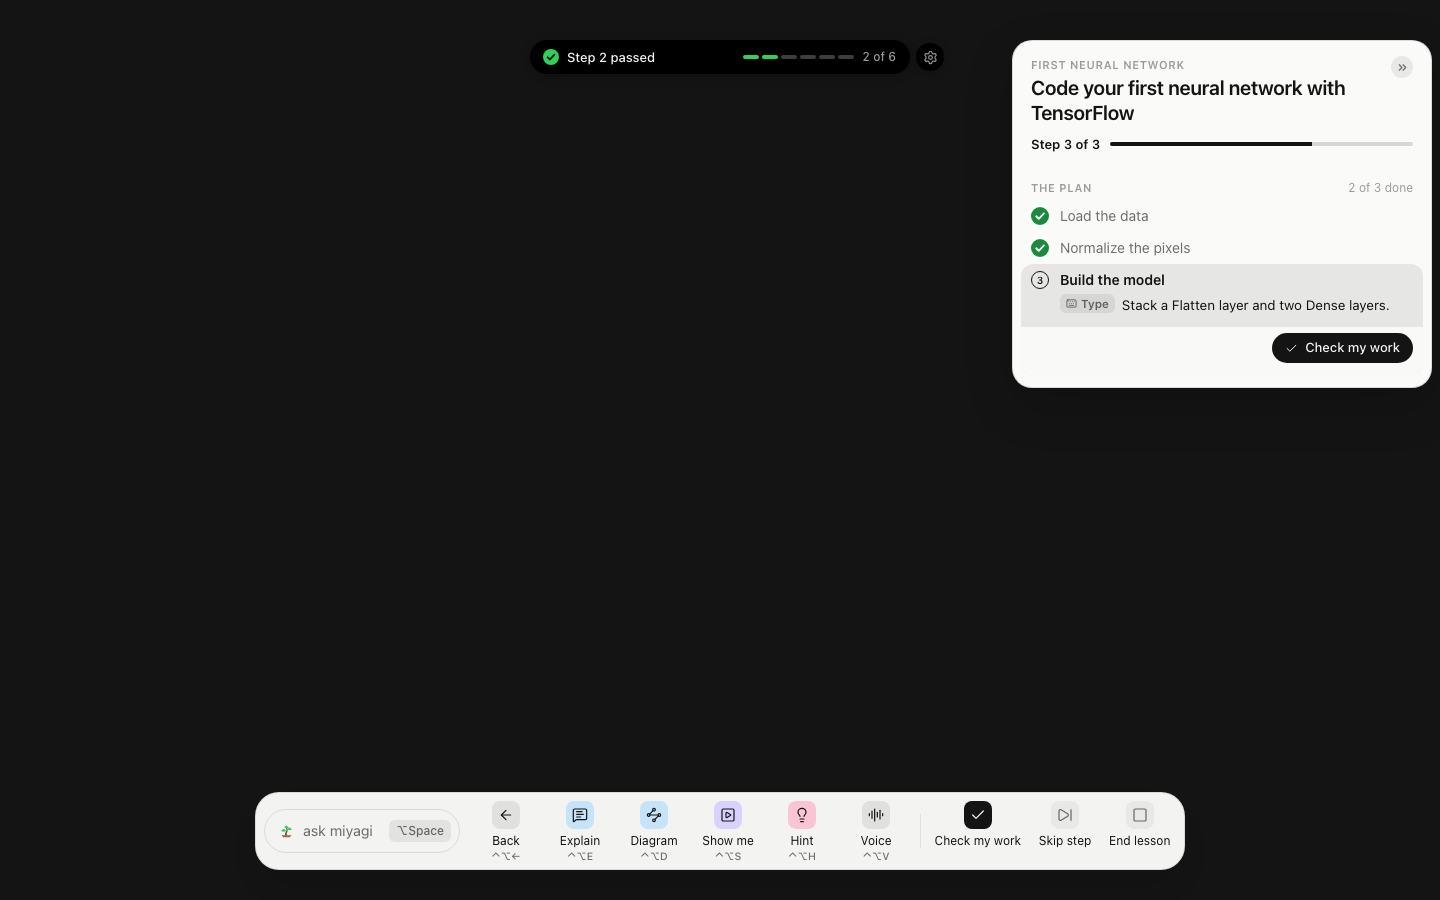 Step 2 passed
2 of 6
FIRST NEURAL NETWORK
Code your first neural network with
TensorFlow
Step 3 of 3
THE PLAN
2 of 3 done
Load the data
Normalize the pixels
3
Build the model
Type
Stack a Flatten layer and two Dense layers.
Check my work
ask miyagi
⌥Space
Back
Explain
Diagram
Show me
Hint
Voice
Check my work
Skip step
End lesson
^⌥←
^⌥E
^⌥D
^⌥S
^⌥H
^⌥V